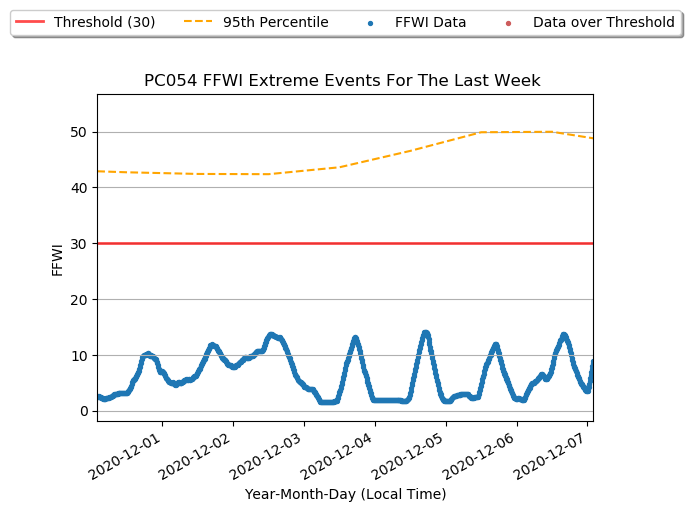 Threshold (30) 95th Percentile FFWI Data Data over Threshold
PC054 FFWI Extreme Events For The Last Week
50
40
30
20
10
0
FFWI
2020-12-01 2020-12-02 2020-12-03 2020-12-04 2020-12-05 2020-12-06 2020-12-07
Year-Month-Day (Local Time)